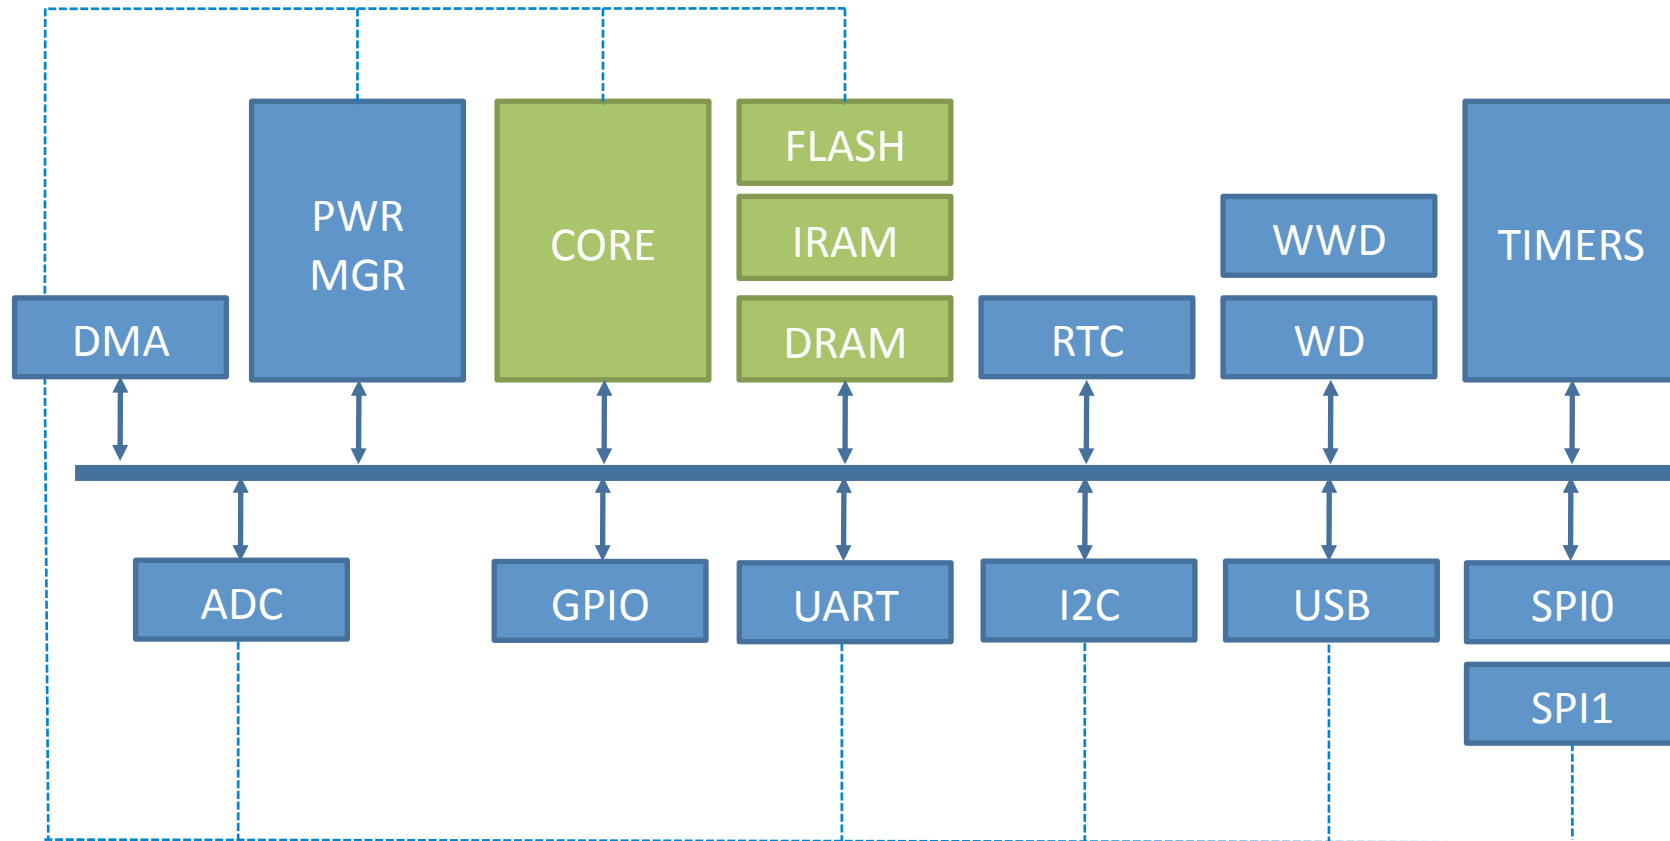 PWR
MGR
CORE
FLASH
IRAM
DRAM
DMA
RTC
WWD
WD
TIMERS
ADC
GPIO
UART
I2C
USB
SPI0
SPI1